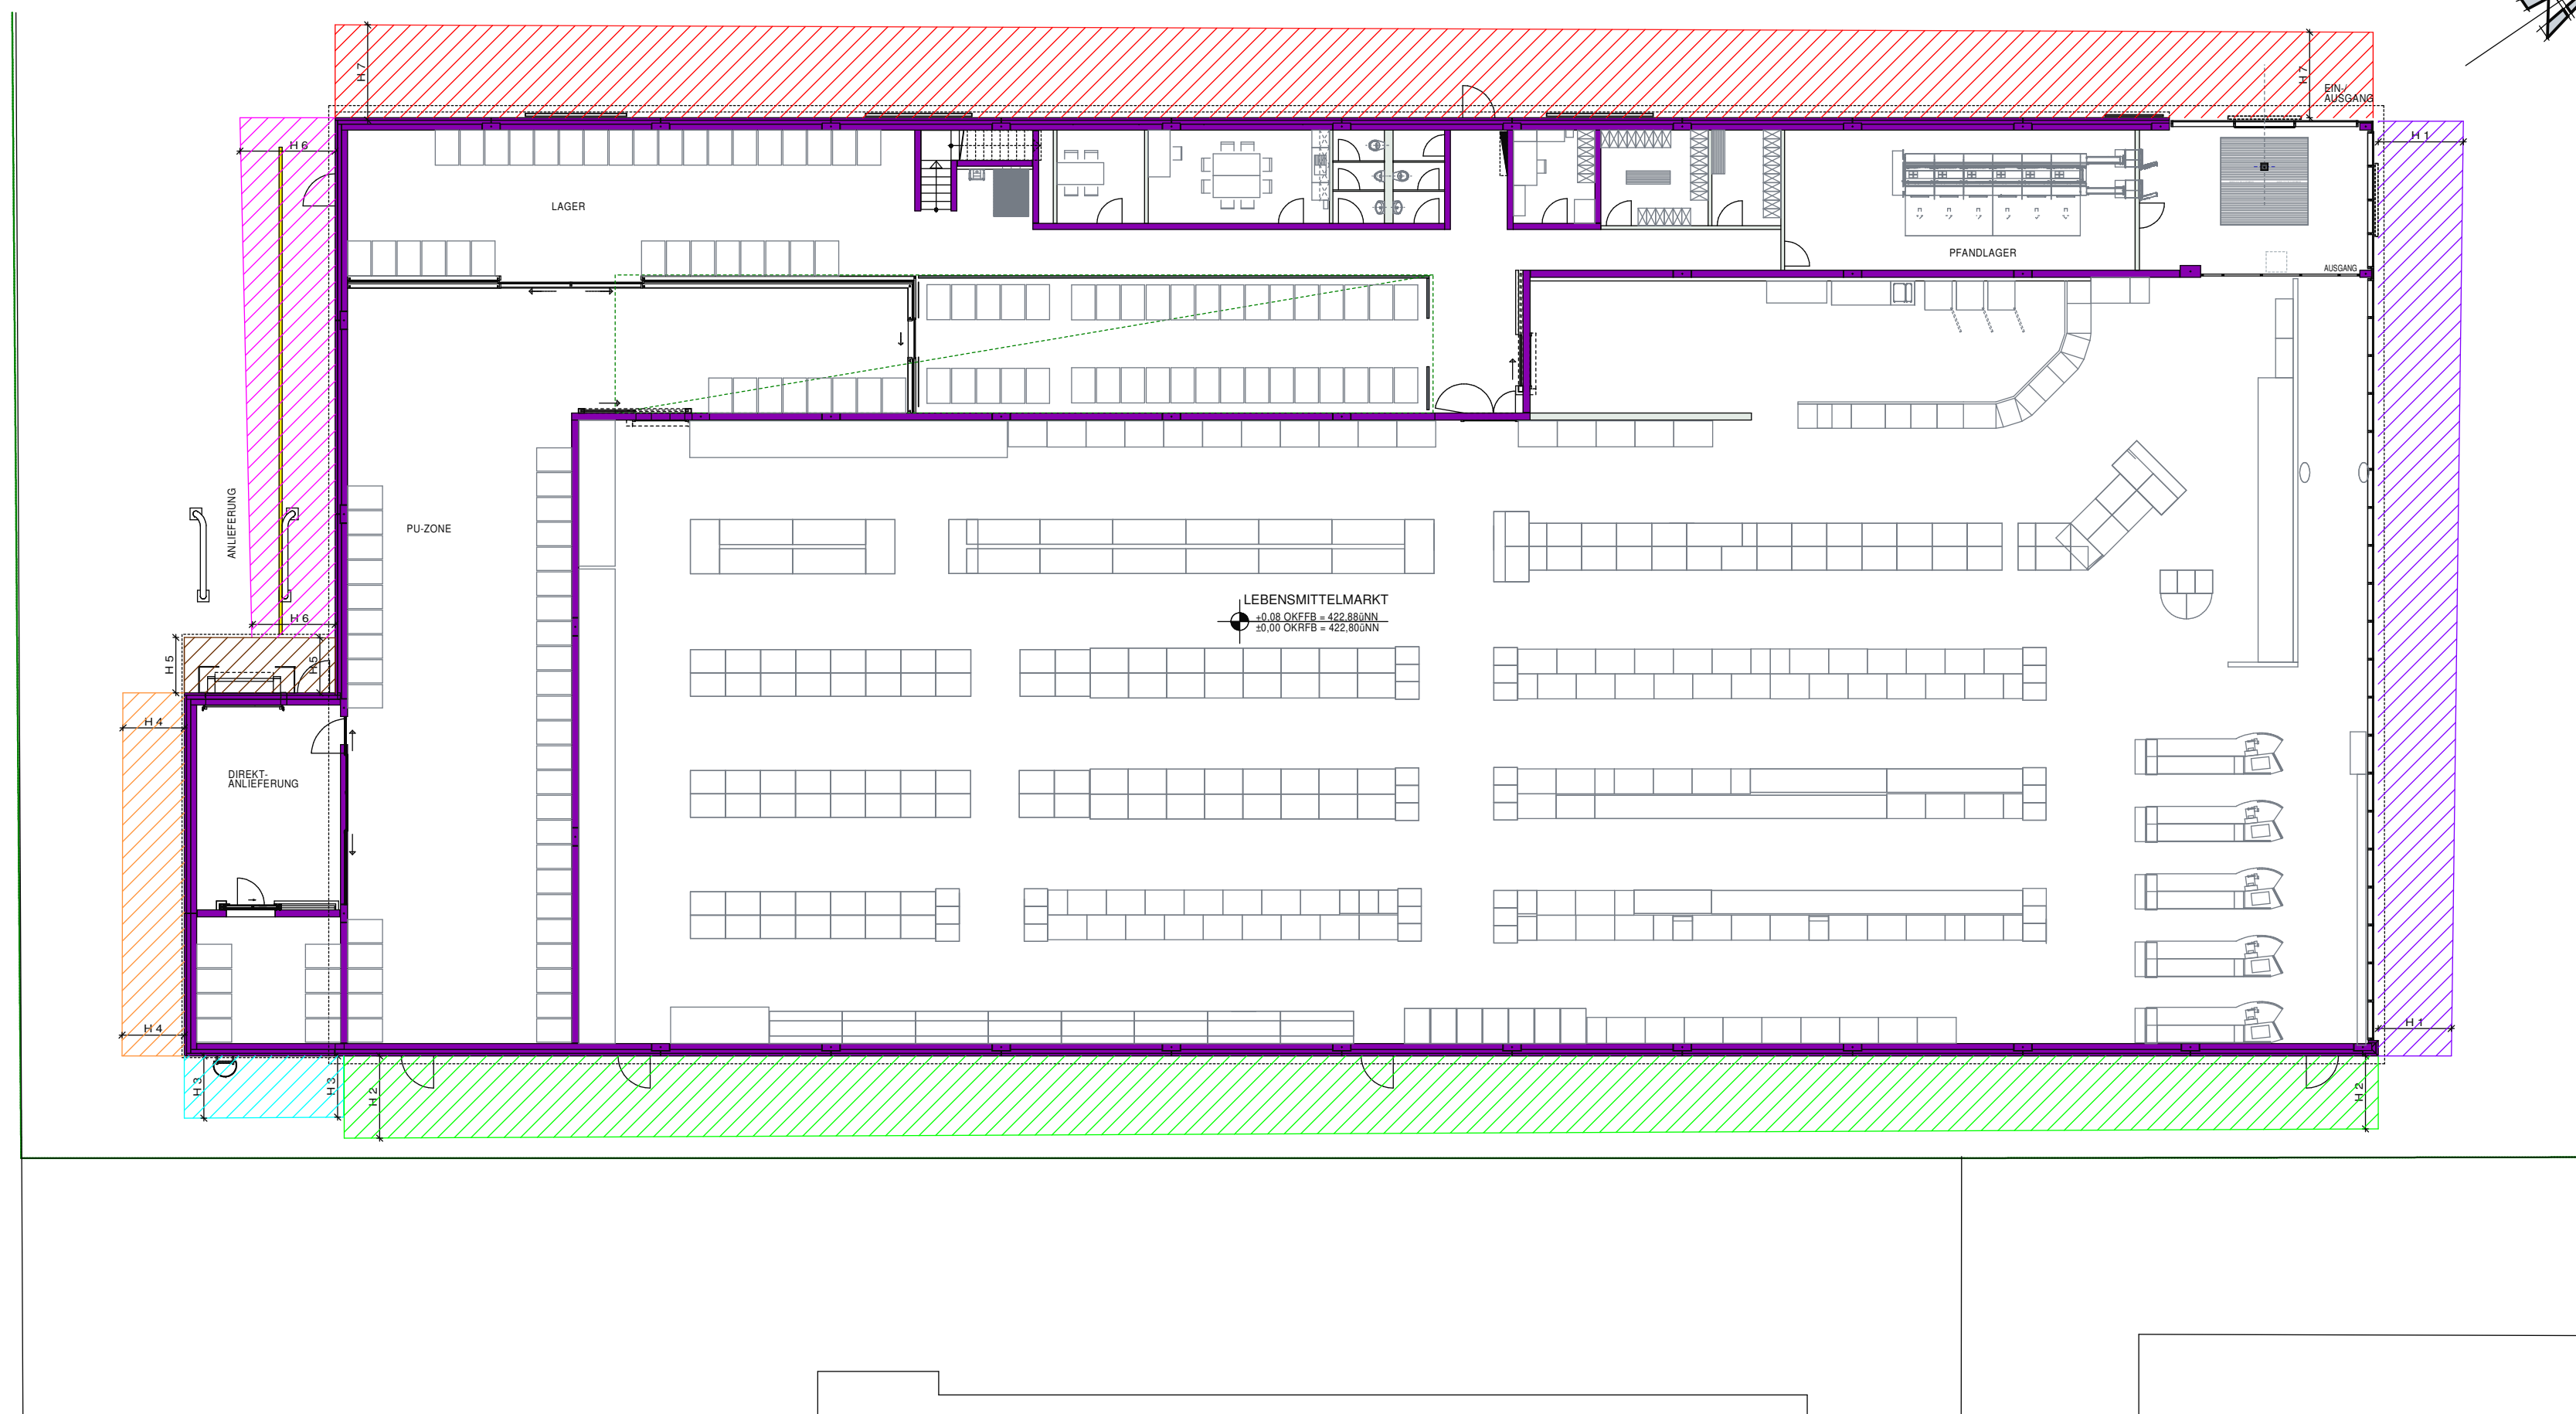 H 7
H 7
EIN-/
AUSGANG
H 1
H 6
LAGER
PFANDLAGER
AUSGANG
ANLIEFERUNG
PU-ZONE
LEBENSMITTELMARKT
+0.08 OKFFB = 422,88üNN
±0,00 OKRFB = 422,80üNN
H 6
H 5
H 5
H 4
DIREKT-
ANLIEFERUNG
H 4
H 1
H 3
H 3
H 2
H 2